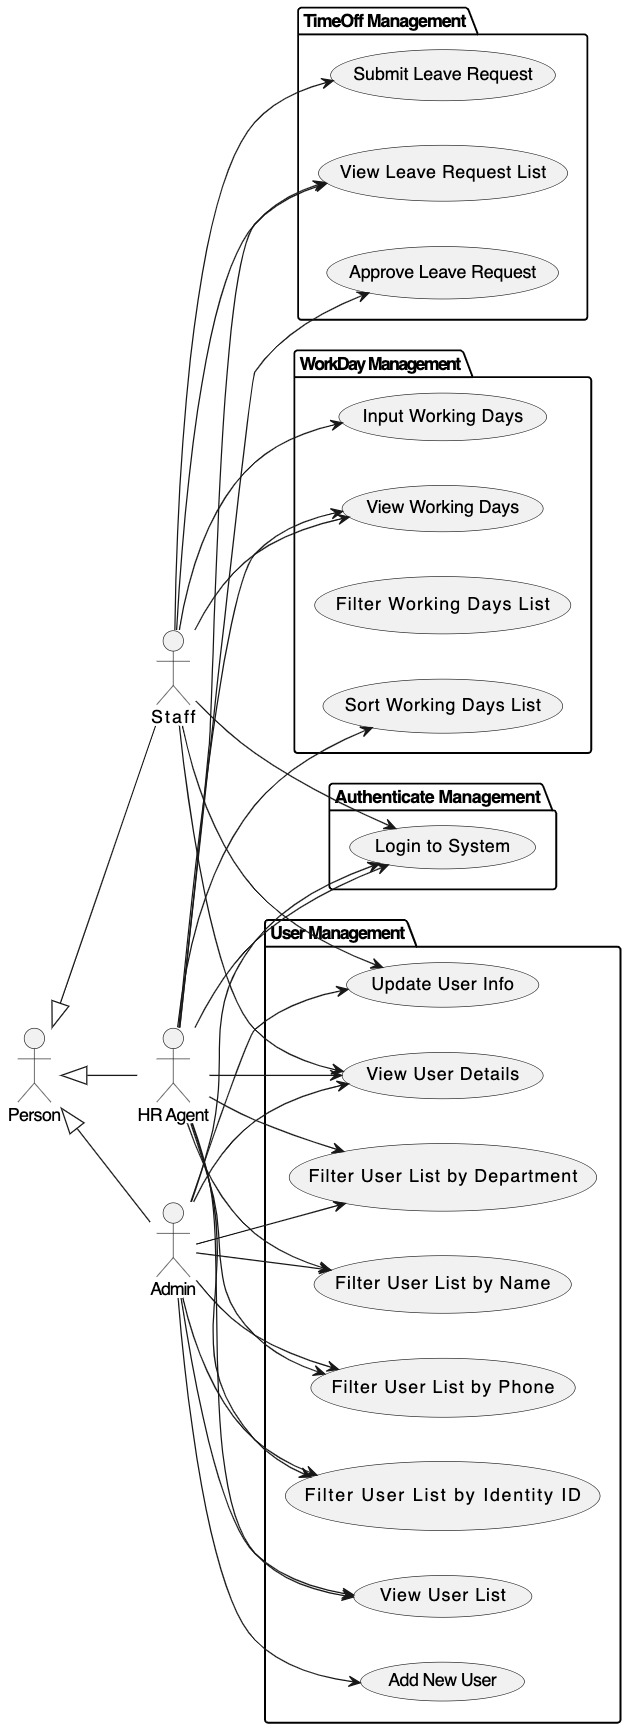 TimeOff Management
Submit Leave Request
View Leave Request List
Approve Leave Request
WorkDay Management
Input Working Days
View Working Days
Filter Working Days List
Sort Working Days List
Staff
Authenticate Management
Login to System
User Management
Update User Info
View User Details
Person
HR Agent
Filter User List by Department
Admin
Filter User List by Name
Filter User List by Phone
Filter User List by Identity ID
View User List
Add New User